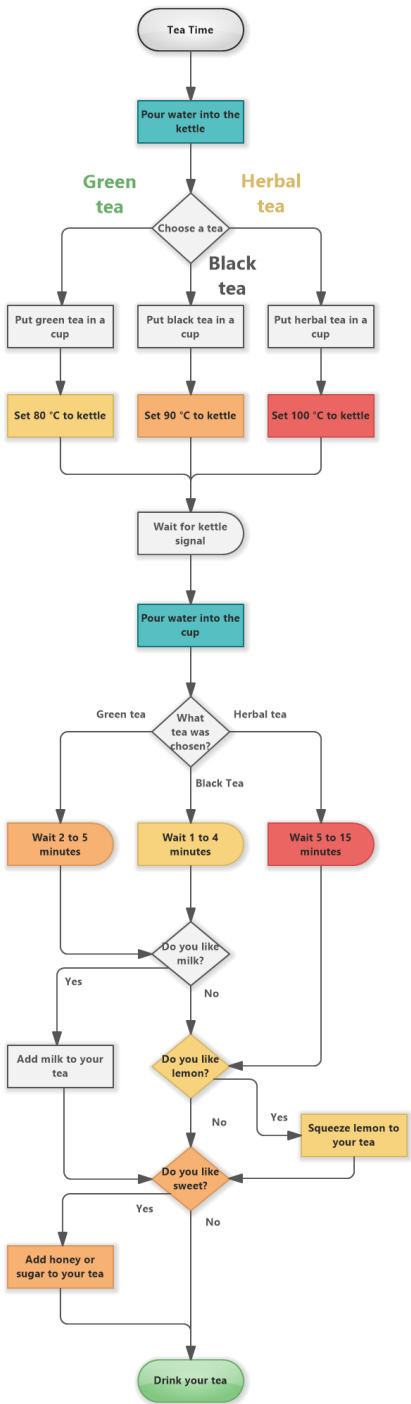 Tea Time
Pour water into the
kettle
Green
tea
Herbal
tea
Choose a tea
Black
tea
Put green tea in a
cup
Put black tea in a
cup
Put herbal tea in a
cup
Set 80 °C to kettle
Set 90 °C to kettle
Set 100 °C to kettle
Wait for kettle
signal
Pour water into the
cup
What
tea was
chosen?
Green tea
Herbal tea
Black Tea
Wait 2 to 5
minutes
Wait 1 to 4
minutes
Wait 5 to 15
minutes
Do you like
milk?
Yes
No
Add milk to your
tea
Do you like
lemon?
No
Yes
Squeeze lemon to
your tea
Do you like
sweet?
Yes
No
Add honey or
sugar to your tea
Drink your tea